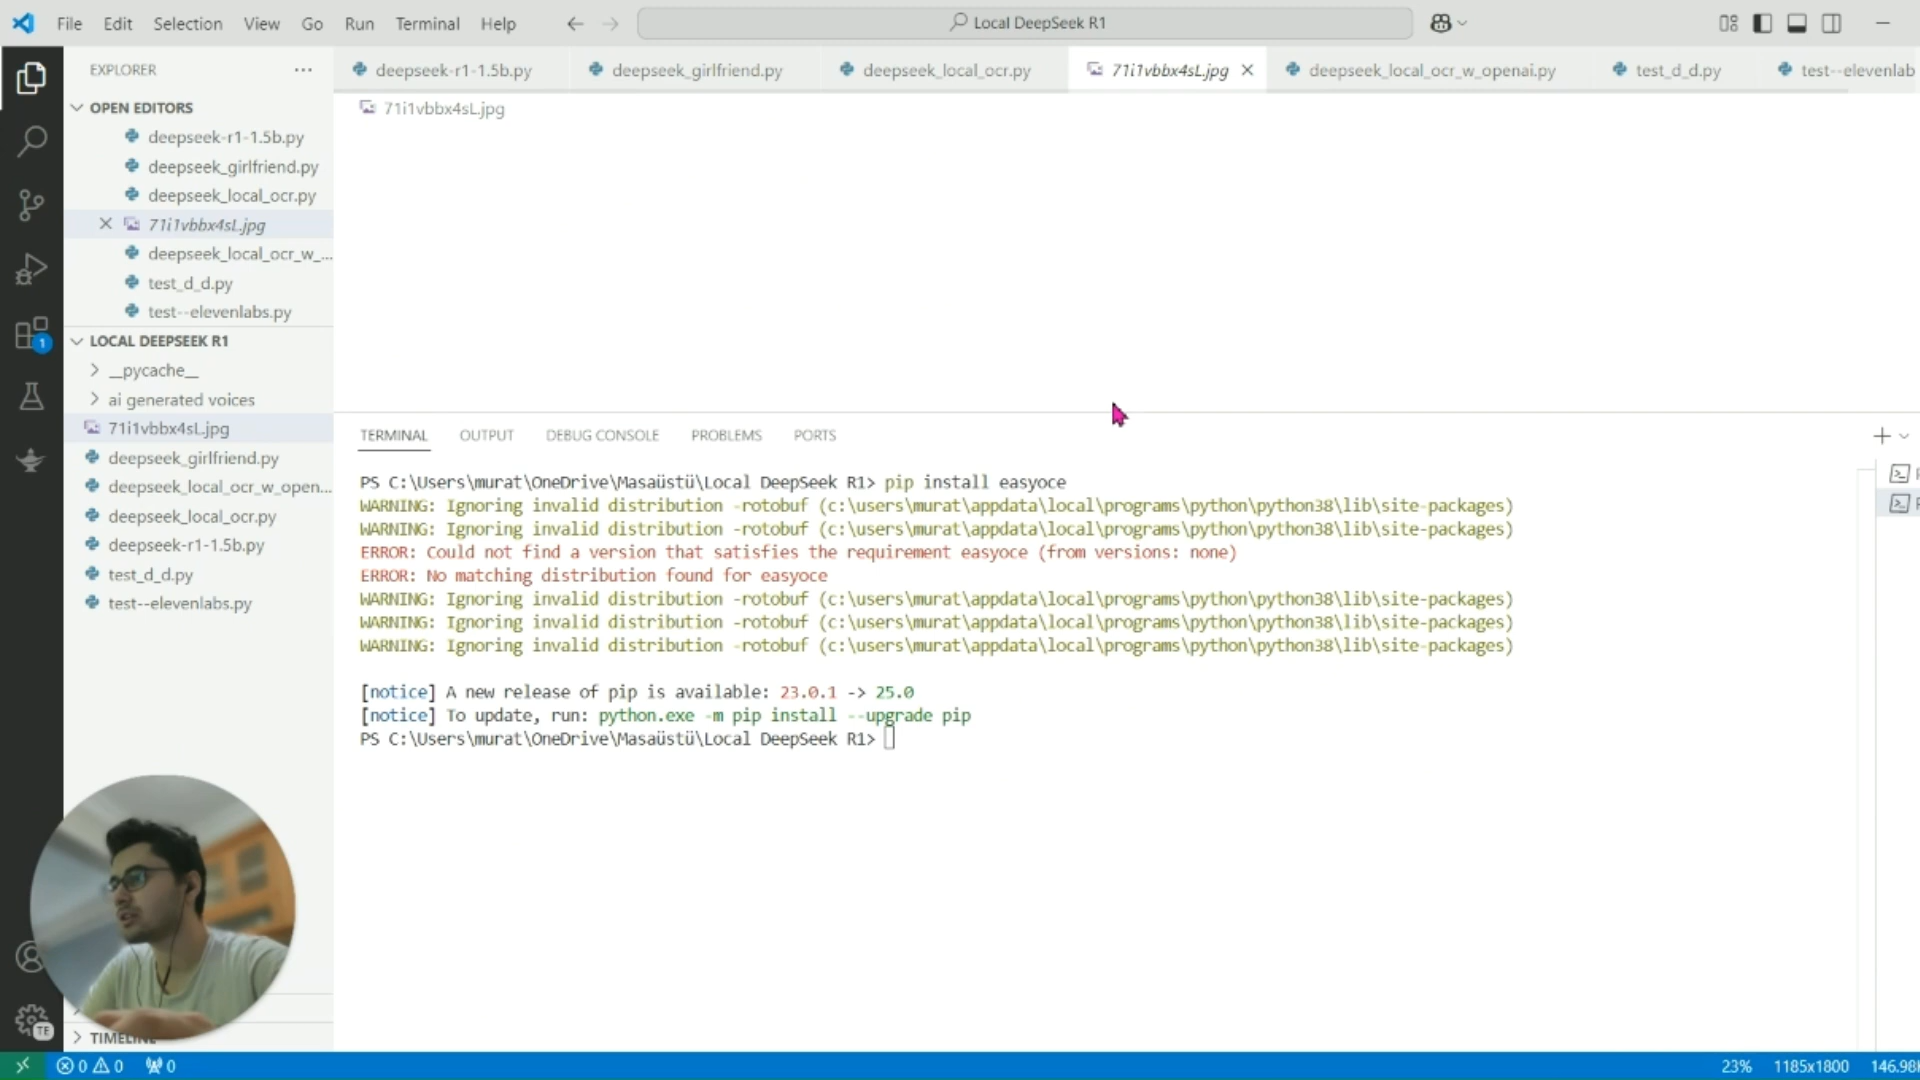 File Edit Selection View Go Run Terminal Help
Local DeepSeek R1
EXPLORER
deepseek-r1-1.5b.py
deepseek_girlfriend.py
deepseek_local_ocr.py
71i1vbbx4sL.jpg
deepseek_local_ocr_w_openai.py
test_d_d.py
test--elevenlab
OPEN EDITORS
deepseek-r1-1.5b.py
deepseek_girlfriend.py
deepseek_local_ocr.py
71i1vbbx4sL.jpg
deepseek_local_ocr_w_...
test_d_d.py
test--elevenlabs.py
LOCAL DEEPSEEK R1
__pycache__
ai generated voices
71i1vbbx4sL.jpg
deepseek_girlfriend.py
deepseek_local_ocr_w_open...
deepseek_local_ocr.py
deepseek-r1-1.5b.py
test_d_d.py
test--elevenlabs.py
TIMELINE
1
TE
71i1vbbx4sL.jpg
TERMINAL OUTPUT DEBUG CONSOLE PROBLEMS PORTS
PS C:\Users\murat\OneDrive\Masaüstü\Local DeepSeek R1> pip install easyoce
WARNING: Ignoring invalid distribution -rotobuf (c:\users\murat\appdata\local\programs\python\python38\lib\site-packages)
WARNING: Ignoring invalid distribution -rotobuf (c:\users\murat\appdata\local\programs\python\python38\lib\site-packages)
ERROR: Could not find a version that satisfies the requirement easyoce (from versions: none)
ERROR: No matching distribution found for easyoce
WARNING: Ignoring invalid distribution -rotobuf (c:\users\murat\appdata\local\programs\python\python38\lib\site-packages)
WARNING: Ignoring invalid distribution -rotobuf (c:\users\murat\appdata\local\programs\python\python38\lib\site-packages)
WARNING: Ignoring invalid distribution -rotobuf (c:\users\murat\appdata\local\programs\python\python38\lib\site-packages)
[notice] A new release of pip is available: 23.0.1 -> 25.0
[notice] To update, run: python.exe -m pip install --upgrade pip
PS C:\Users\murat\OneDrive\Masaüstü\Local DeepSeek R1>
0 0 0
23% 1185x1800